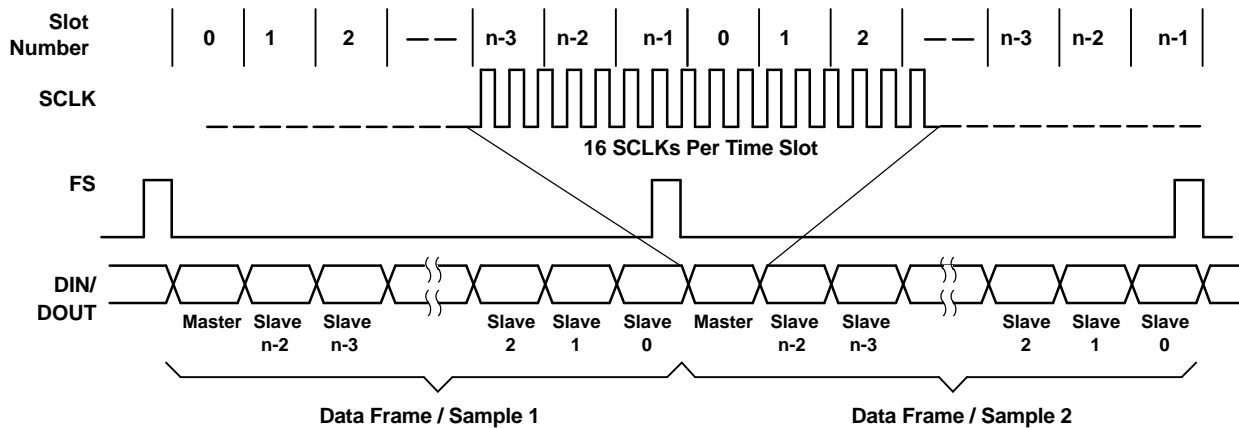 Slot Number
0 1 2 n-3 n-2 n-1 0 1 2 n-3 n-2 n-1
SCLK
16 SCLKs Per Time Slot
FS
DIN/
DOUT
Master Slave n-2 Slave n-3 Slave 2 Slave 1 Slave 0 Master Slave n-2 Slave n-3 Slave 2 Slave 1 Slave 0
Data Frame / Sample 1 Data Frame / Sample 2